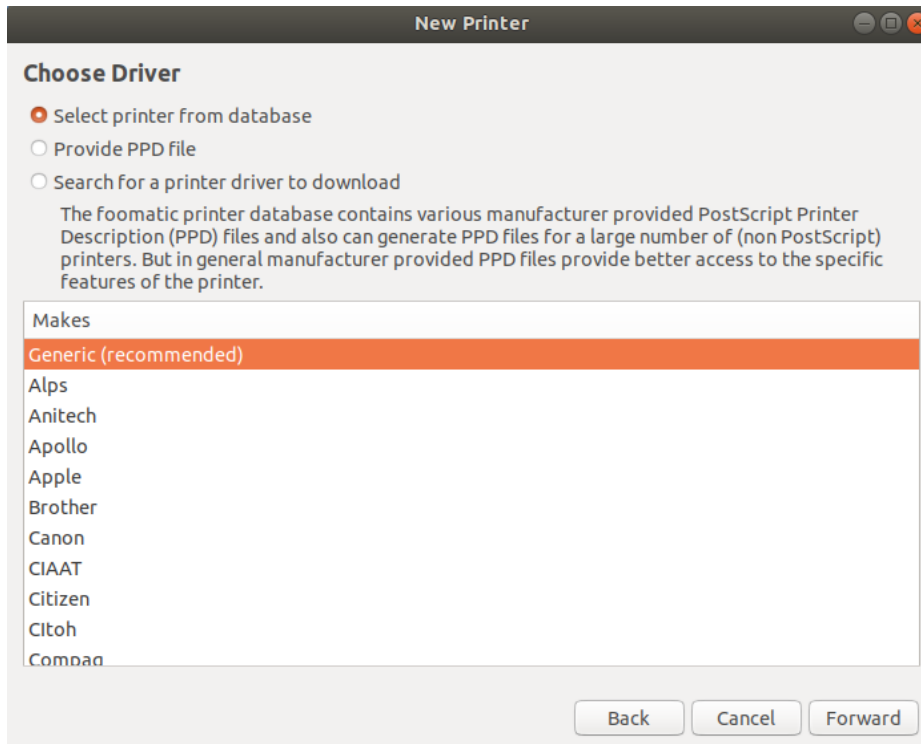 New Printer
Choose Driver
Select printer from database
Provide PPD file
Search for a printer driver to download
The foomatic printer database contains various manufacturer provided PostScript Printer
Description (PPD) files and also can generate PPD files for a large number of (non PostScript)
printers. But in general manufacturer provided PPD files provide better access to the specific
features of the printer.
Makes
Generic (recommended)
Alps
Anitech
Apollo
Apple
Brother
Canon
CIAAT
Citizen
CItoh
Compaq
Back Cancel Forward